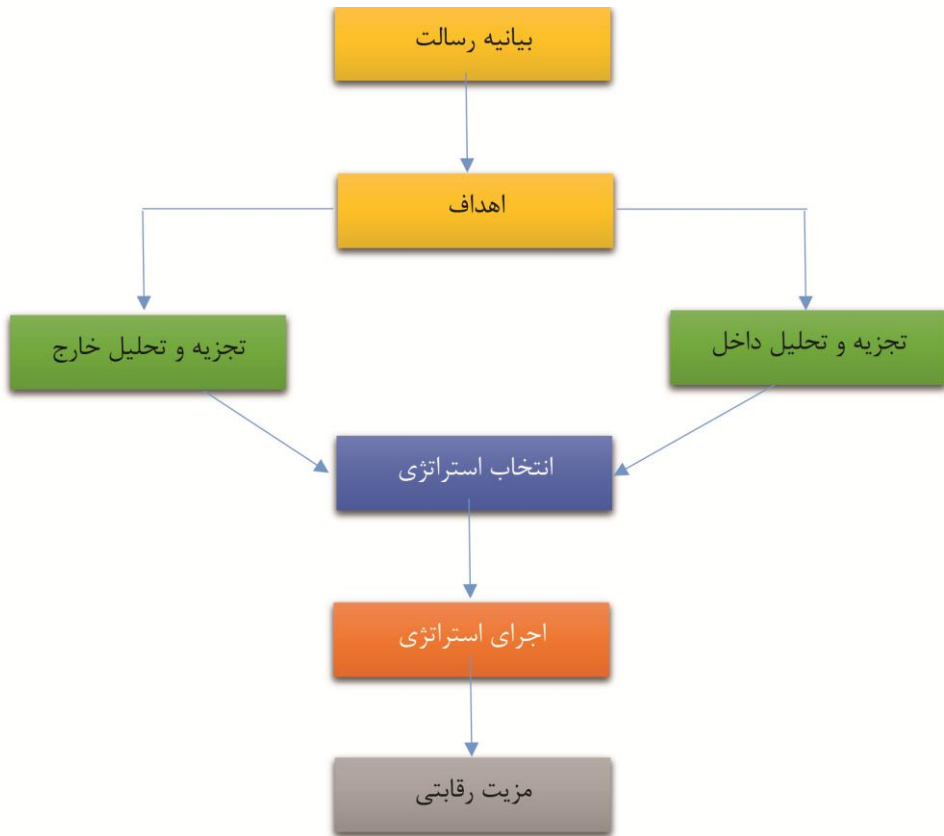 بیانیه رسالت
اهداف
تجزیه و تحلیل داخل
تجزیه و تحلیل خارج
انتخاب استراتژی
اجرای استراتژی
مزیت رقابتی